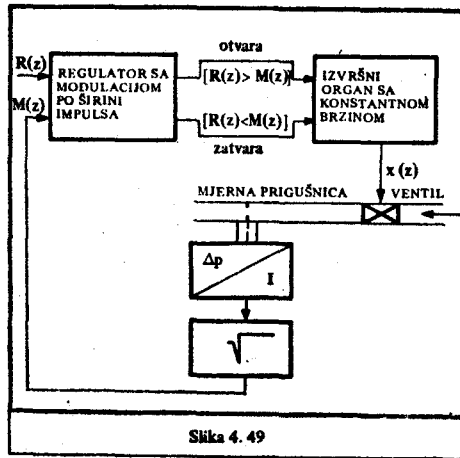 otvara
R(z)
M(z)
REGULATOR SA
MODULACIJOM
PO ŠIRINI
IMPULSA
[R(z)> M(z)]
[R(z)<M(z)]
zatvara
IZVRŠNI
ORGAN SA
KONSTANTNOM
BRZINOM
x (z)
MJERNA PRIGUŠNICA VENTIL
Δp
I
√
Slika 4. 49